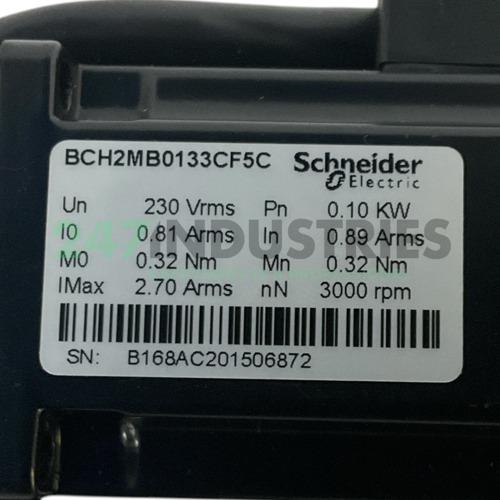 BCH2MB0133CF5C Schneider Electric
Un 230 Vrms Pn 0.10 KW
I0 0.81 Arms In 0.89 Arms
M0 0.32 Nm Mn 0.32 Nm
IMax 2.70 Arms nN 3000 rpm
SN: B168AC201506872
247INDUSTRIES